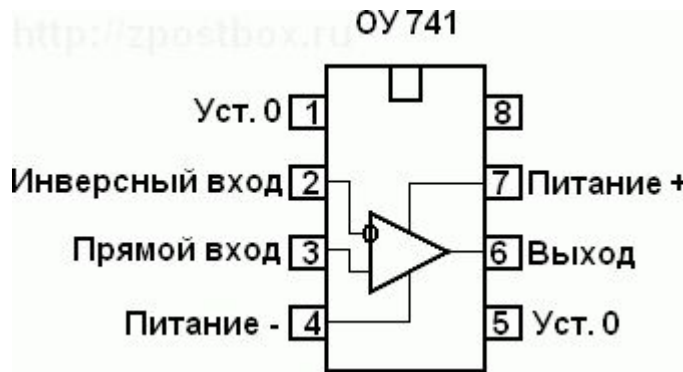 http://zpostbox.ru
ОУ 741
Уст. 0 1
8
Инверсный вход 2
7 Питание +
Прямой вход 3
6 Выход
Питание - 4
5 Уст. 0